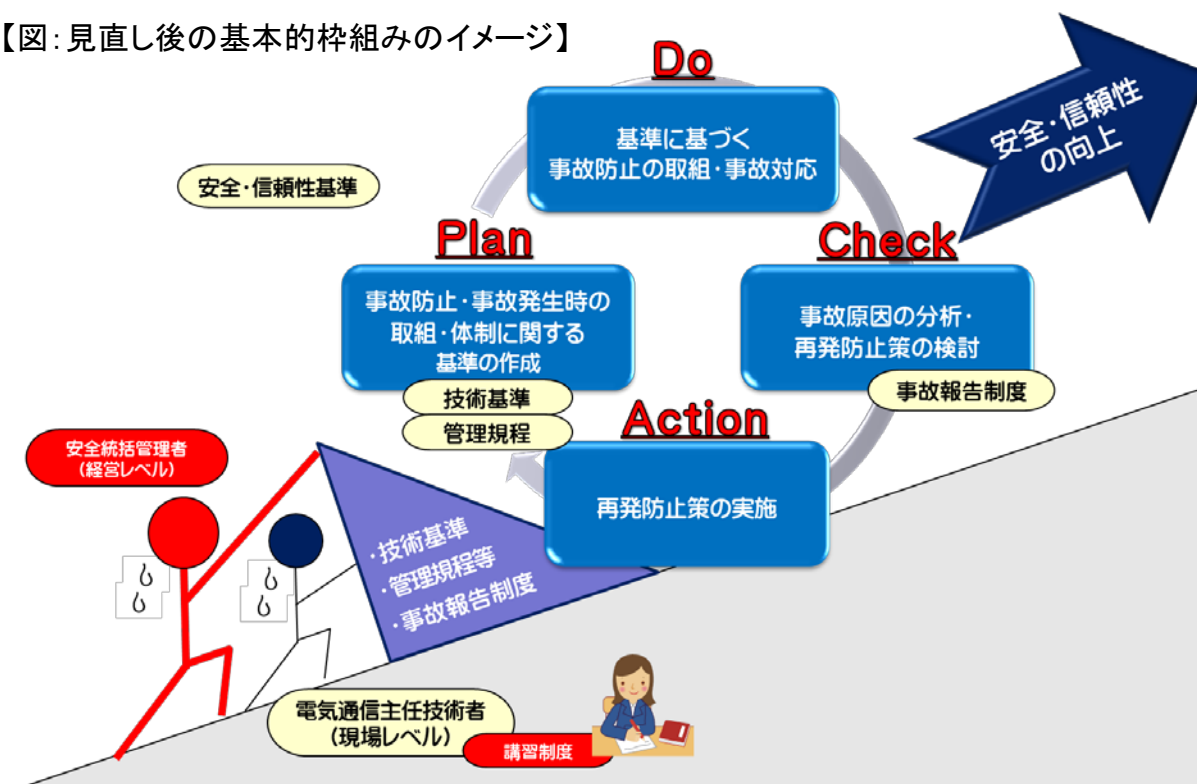 【図：見直し後の基本的枠組みのイメージ】
Do
基準に基づく
事故防止の取組・事故対応
安全・信頼性
の向上
安全・信頼性基準
Plan
事故防止・事故発生時の
取組・体制に関する
基準の作成
技術基準
管理規程
Check
事故原因の分析・
再発防止策の検討
事故報告制度
Action
再発防止策の実施
安全統括管理者
（経営レベル）
・技術基準
・管理規程等
・事故報告制度
電気通信主任技術者
（現場レベル）
講習制度